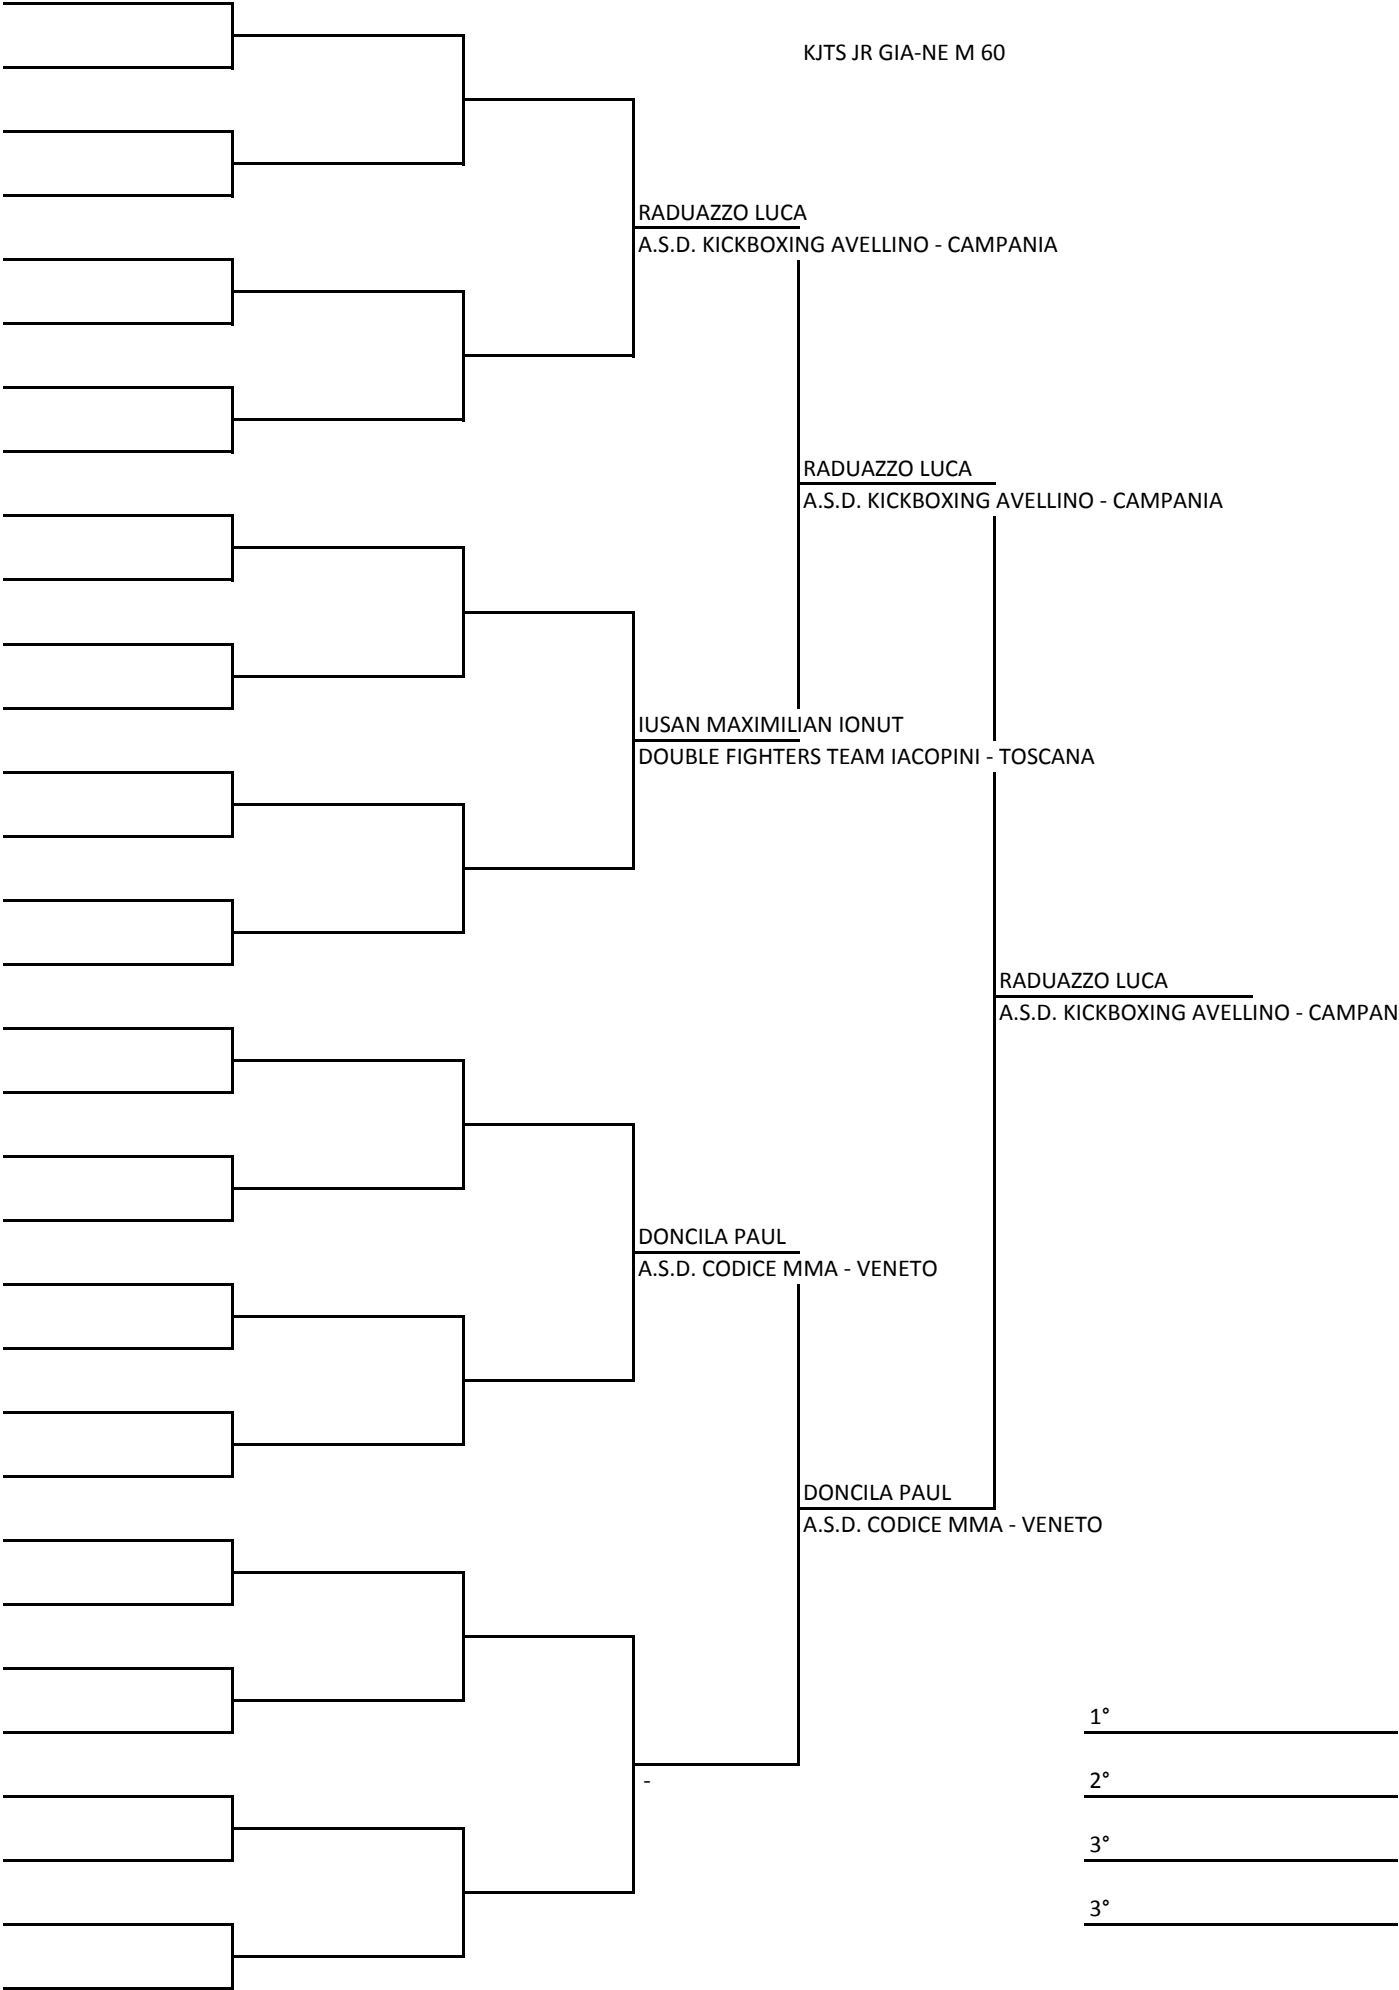 KJTS JR GIA-NE M 60
RADUAZZO LUCA
A.S.D. KICKBOXING AVELLINO - CAMPANIA
RADUAZZO LUCA
A.S.D. KICKBOXING AVELLINO - CAMPANIA
IUSAN MAXIMILIAN IONUT
DOUBLE FIGHTERS TEAM IACOPINI - TOSCANA
RADUAZZO LUCA
A.S.D. KICKBOXING AVELLINO - CAMPAN
DONCILA PAUL
A.S.D. CODICE MMA - VENETO
DONCILA PAUL
A.S.D. CODICE MMA - VENETO
1°
-
2°
3°
3°